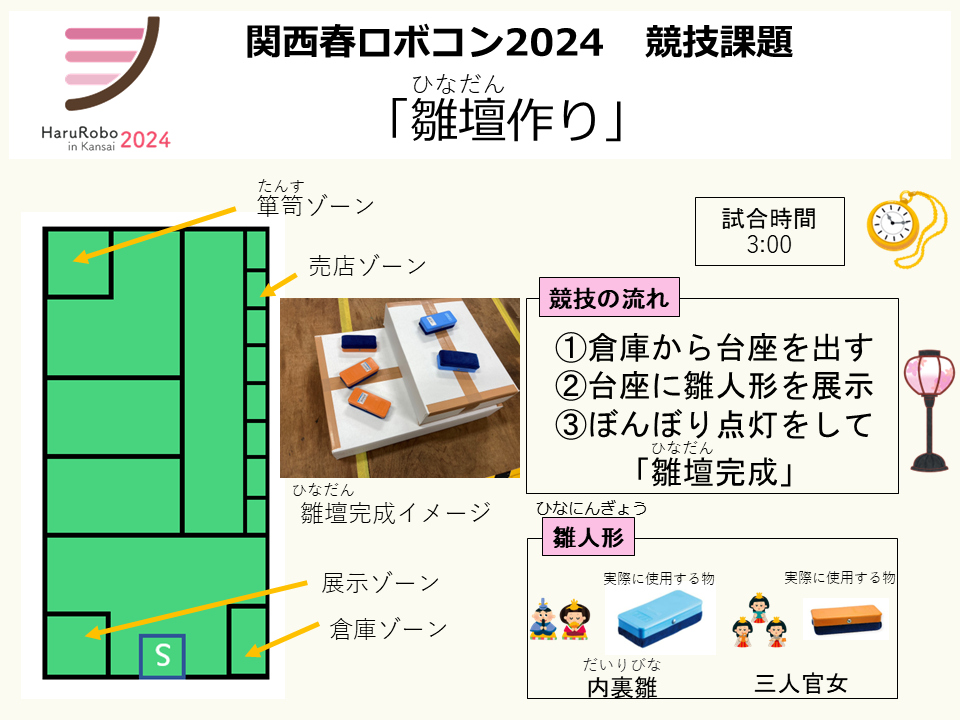 関西春ロボコン2024　競技課題
ひなだん
「雛壇作り」
HaruRobo
in Kansai 2024
たんす
箪笥ゾーン
売店ゾーン
試合時間
3:00
競技の流れ
①倉庫から台座を出す
②台座に雛人形を展示
③ぼんぼり点灯をして
ひなだん
「雛壇完成」
ひなだん
雛壇完成イメージ
ひなにんぎょう
雛人形
実際に使用する物
実際に使用する物
だいりびな
内裏雛
三人官女
展示ゾーン
倉庫ゾーン
S